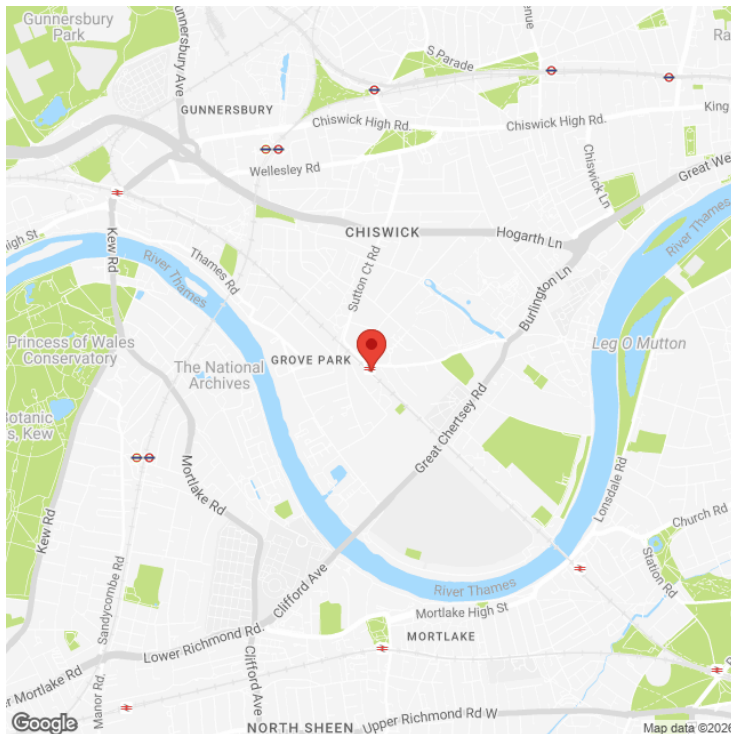 Gunnersbury
Park
Gunnersbury Ave
S Parade
GUNNERSBURY
Chiswick High Rd.
Chiswick High Rd.
King
Wellesley Rd
Chiswick Ln
Great We
high St
Kew Rd
CHISWICK
Hogarth Ln
River Thames
River Thames
Thames Rd
Sutton Ct Rd
Burlington Ln
Princess of Wales
Conservatory
GROVE PARK
Leg O Mutton
The National
Archives
Botanic
s, Kew
Great Chertsey Rd
Mortlake Rd
Lonsdale Rd
Church Rd
Kew Rd
Station Rd
Sandycombe Rd
Clifford Ave
River Thames
Mortlake High St
MORTLAKE
Lower Richmond Rd.
er Mortlake Rd
Manor Rd.
Clifford Ave
Upper Richmond Rd W
NORTH SHEEN
Google
Map data ©2026